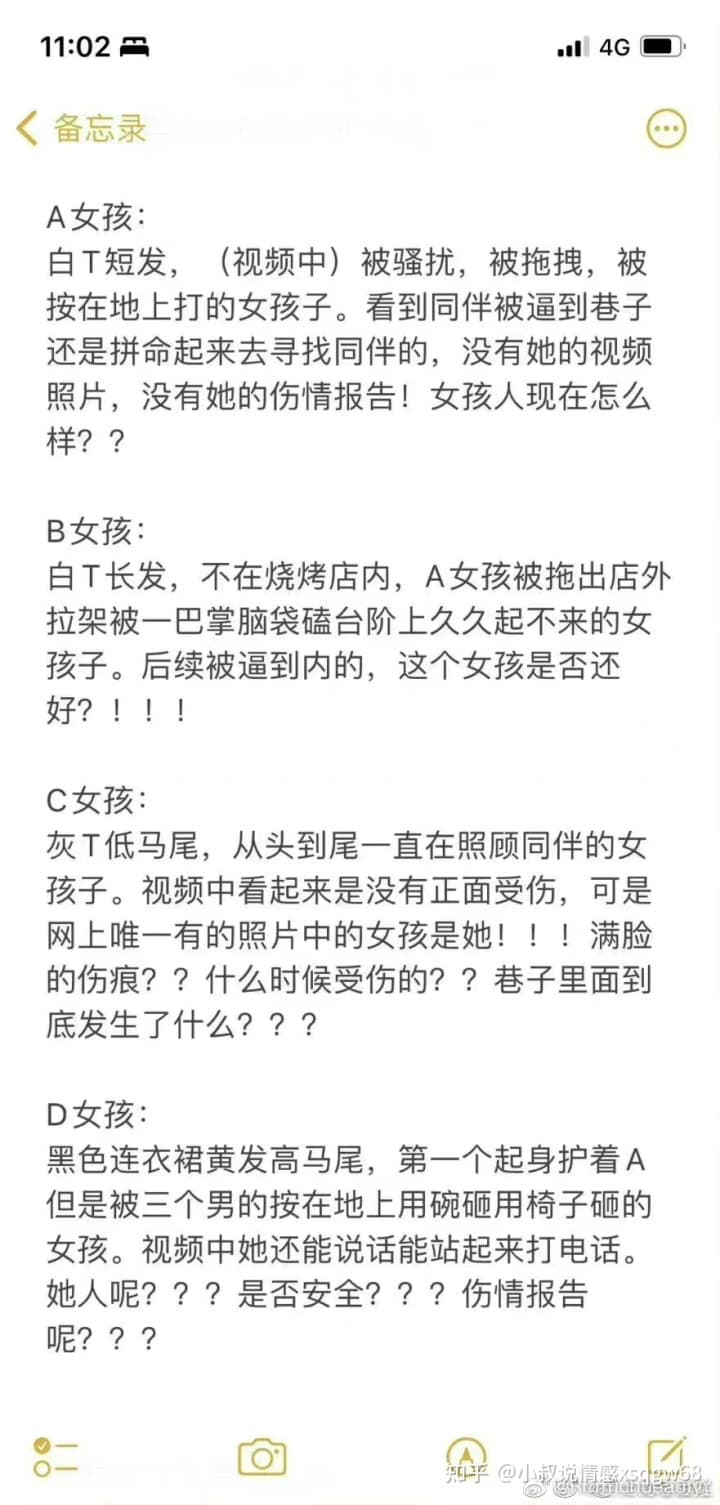 11:02
4G
备忘录
A女孩：
白T短发，（视频中）被骚扰，被拖拽，被
按在地上打的女孩子。看到同伴被逼到巷子
还是拼命起来去寻找同伴的，没有她的视频
照片，没有她的伤情报告！女孩人现在怎么
样？？
B女孩：
白T长发，不在烧烤店内，A女孩被拖出店外
拉架被一巴掌脑袋磕台阶上久久起不来的女
孩子。后续被逼到内的，这个女孩是否还
好？！！！
C女孩：
灰T低马尾，从头到尾一直在照顾同伴的女
孩子。视频中看起来是没有正面受伤，可是
网上唯一有的照片中的女孩是她！！！满脸
的伤痕？？什么时候受伤的？？巷子里面到
底发生了什么？？？
D女孩：
黑色连衣裙黄发高马尾，第一个起身护着A
但是被三个男的按在地上用碗砸用椅子砸的
女孩。视频中她还能说话能站起来打电话。
她人呢？？？是否安全？？？伤情报告
呢？？？
知乎 @小叔说情感xsqgw68